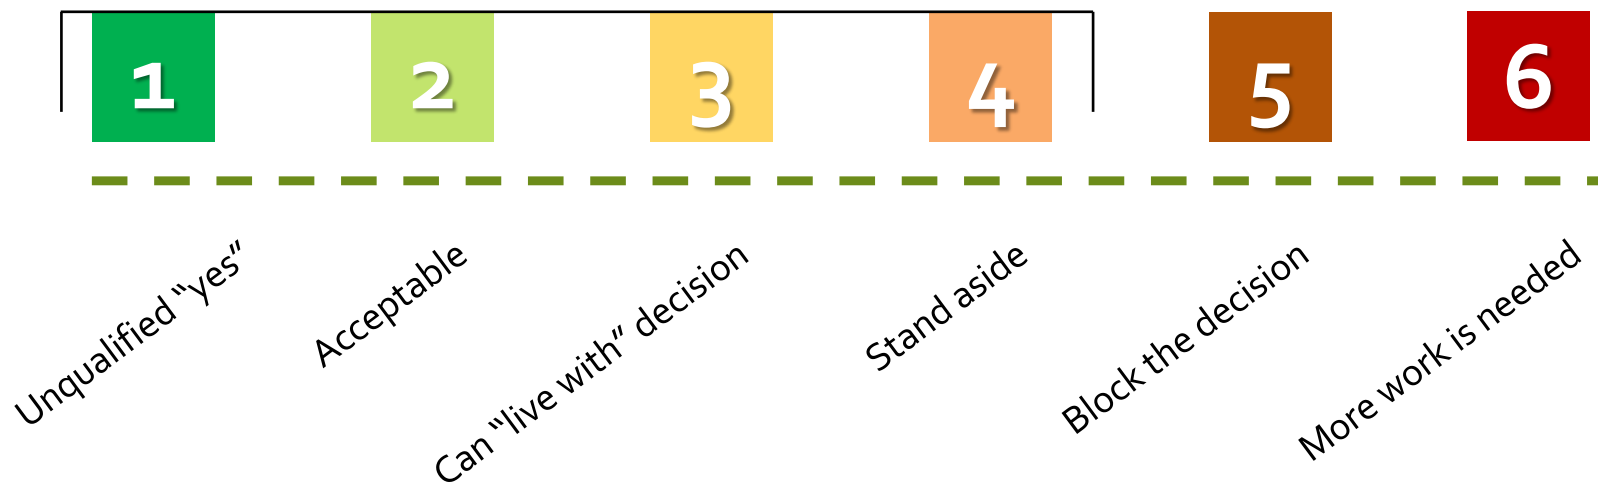 1 2 3 4 5 6
Unqualified “yes”
Acceptable
Can “live with” decision
Stand aside
Block the decision
More work is needed